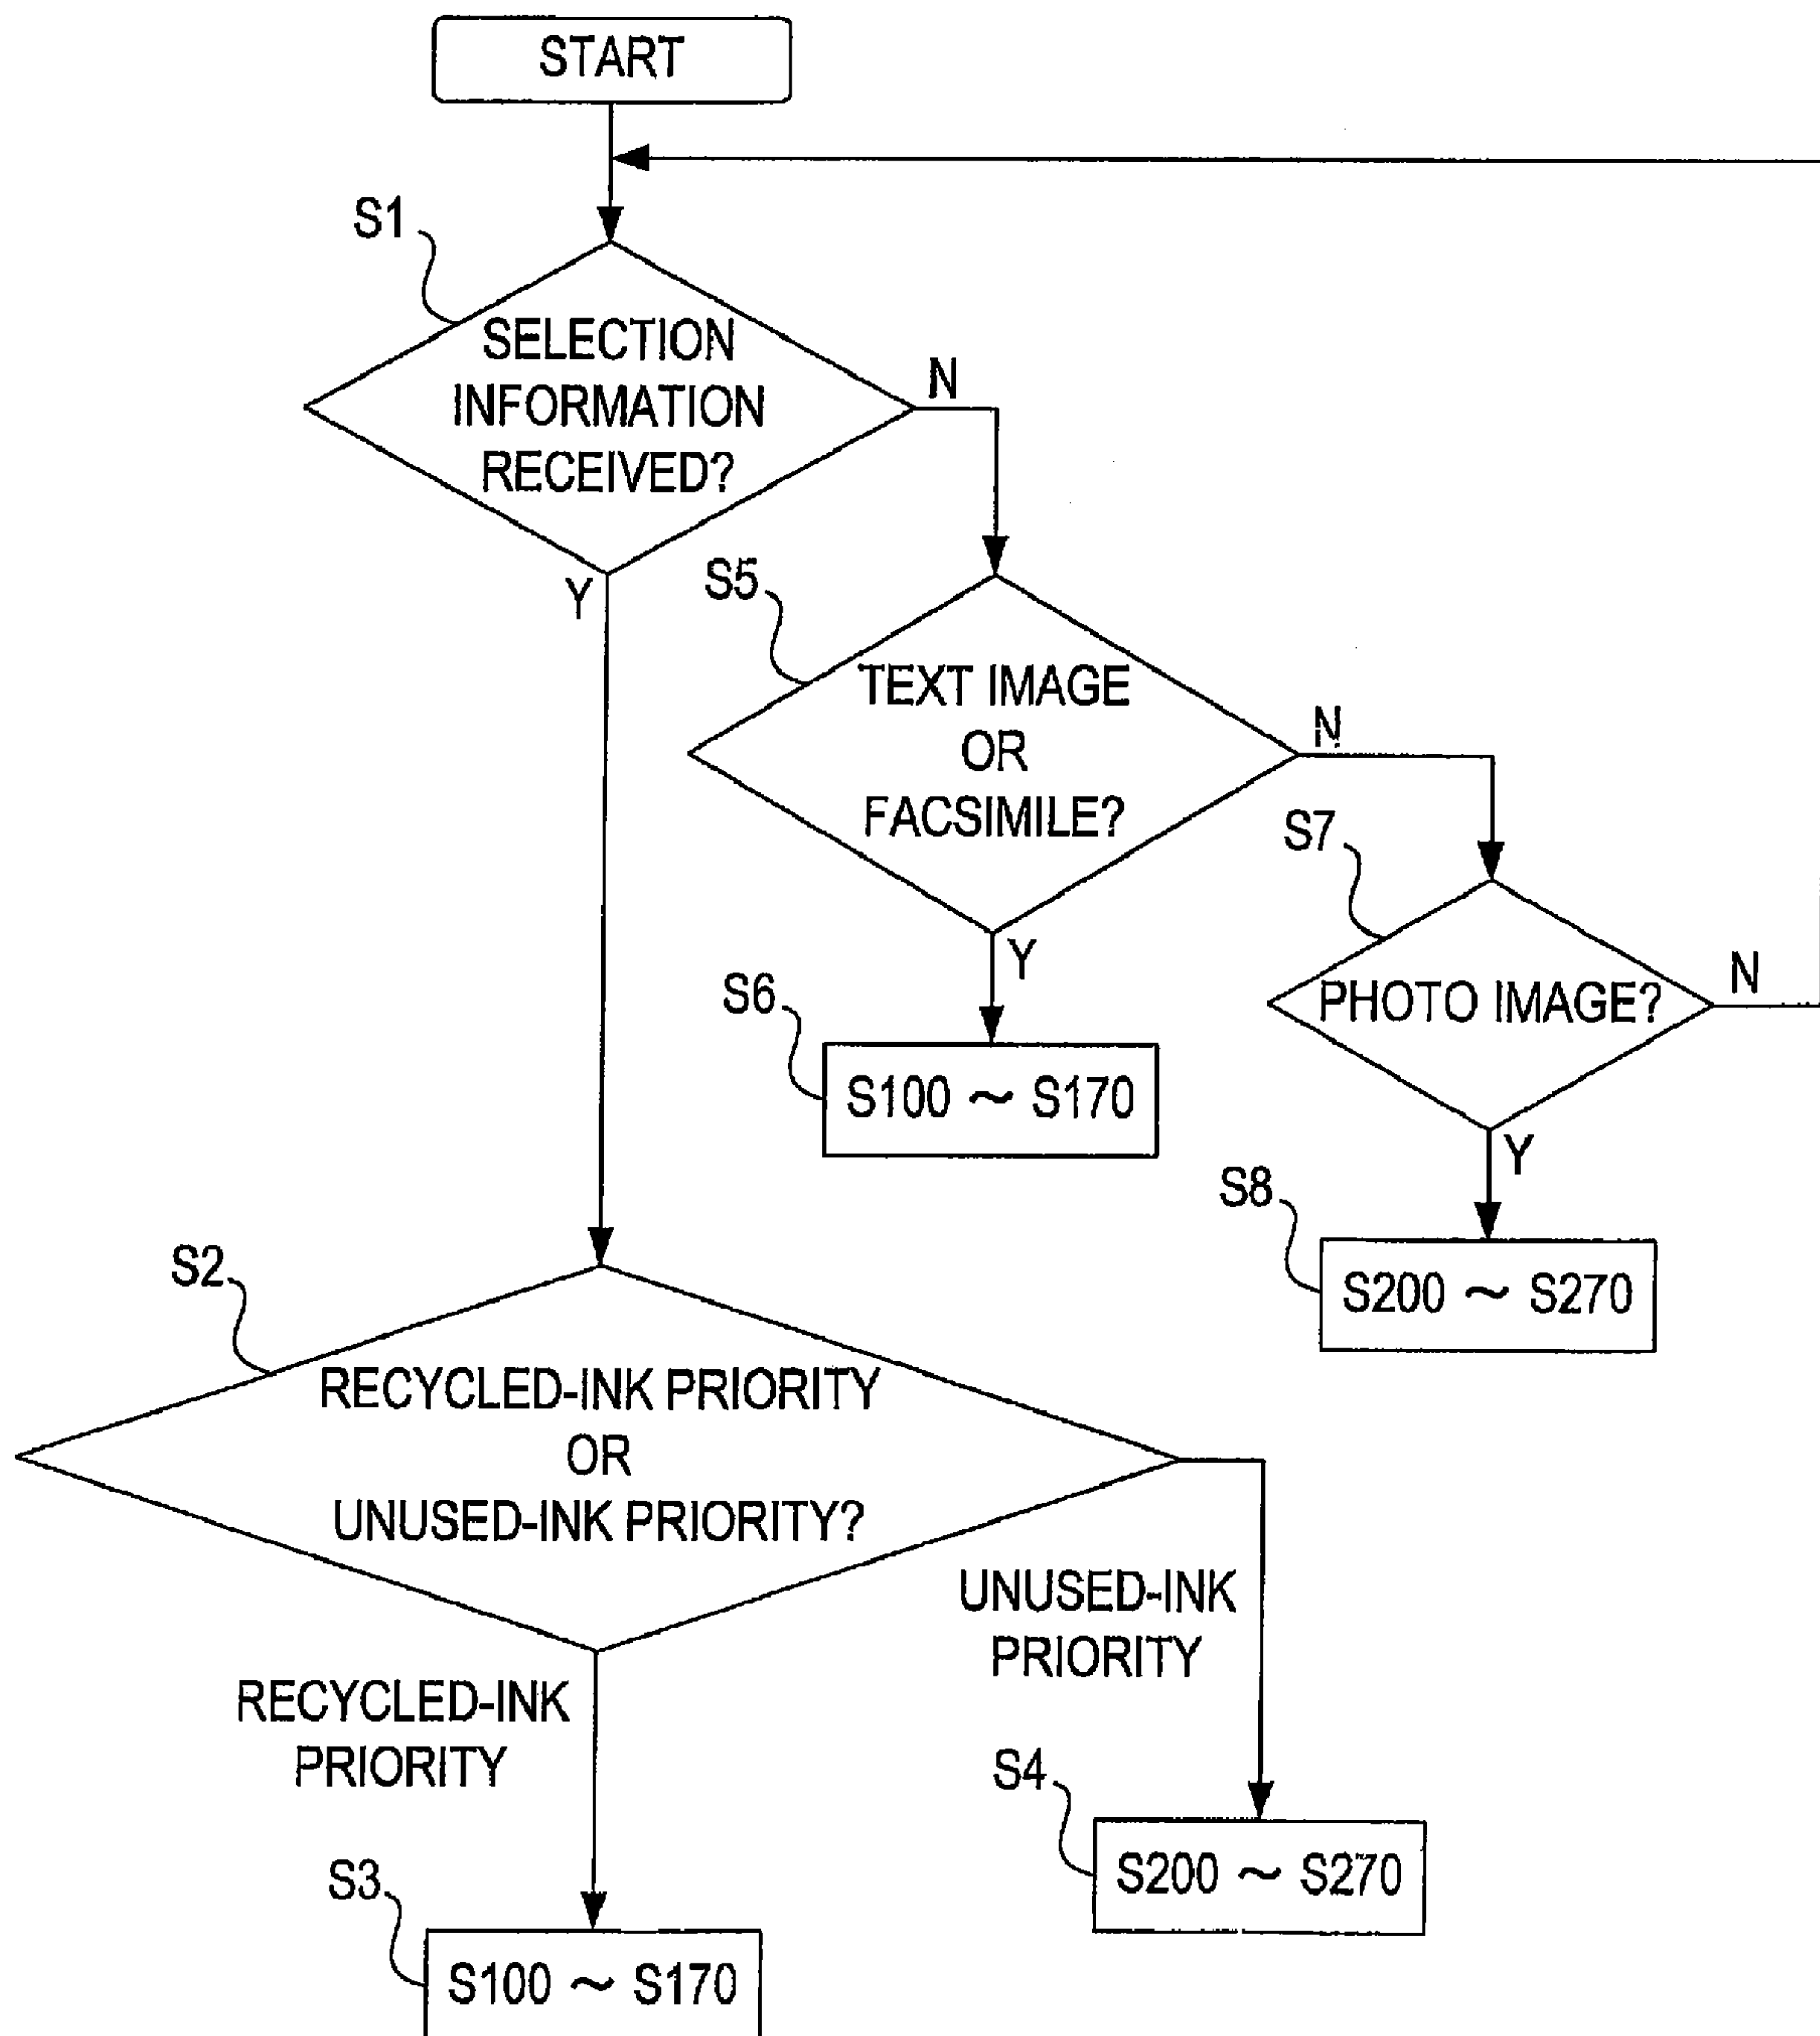 START
S1
SELECTION
INFORMATION
RECEIVED?
N
Y
S5
TEXT IMAGE
OR
FACSIMILE?
N
Y
S7
PHOTO IMAGE?
N
Y
S6
S100 ~ S170
S8
S200 ~ S270
S2
RECYCLED-INK PRIORITY
OR
UNUSED-INK PRIORITY?
UNUSED-INK
PRIORITY
RECYCLED-INK
PRIORITY
S4
S200 ~ S270
S3
S100 ~ S170